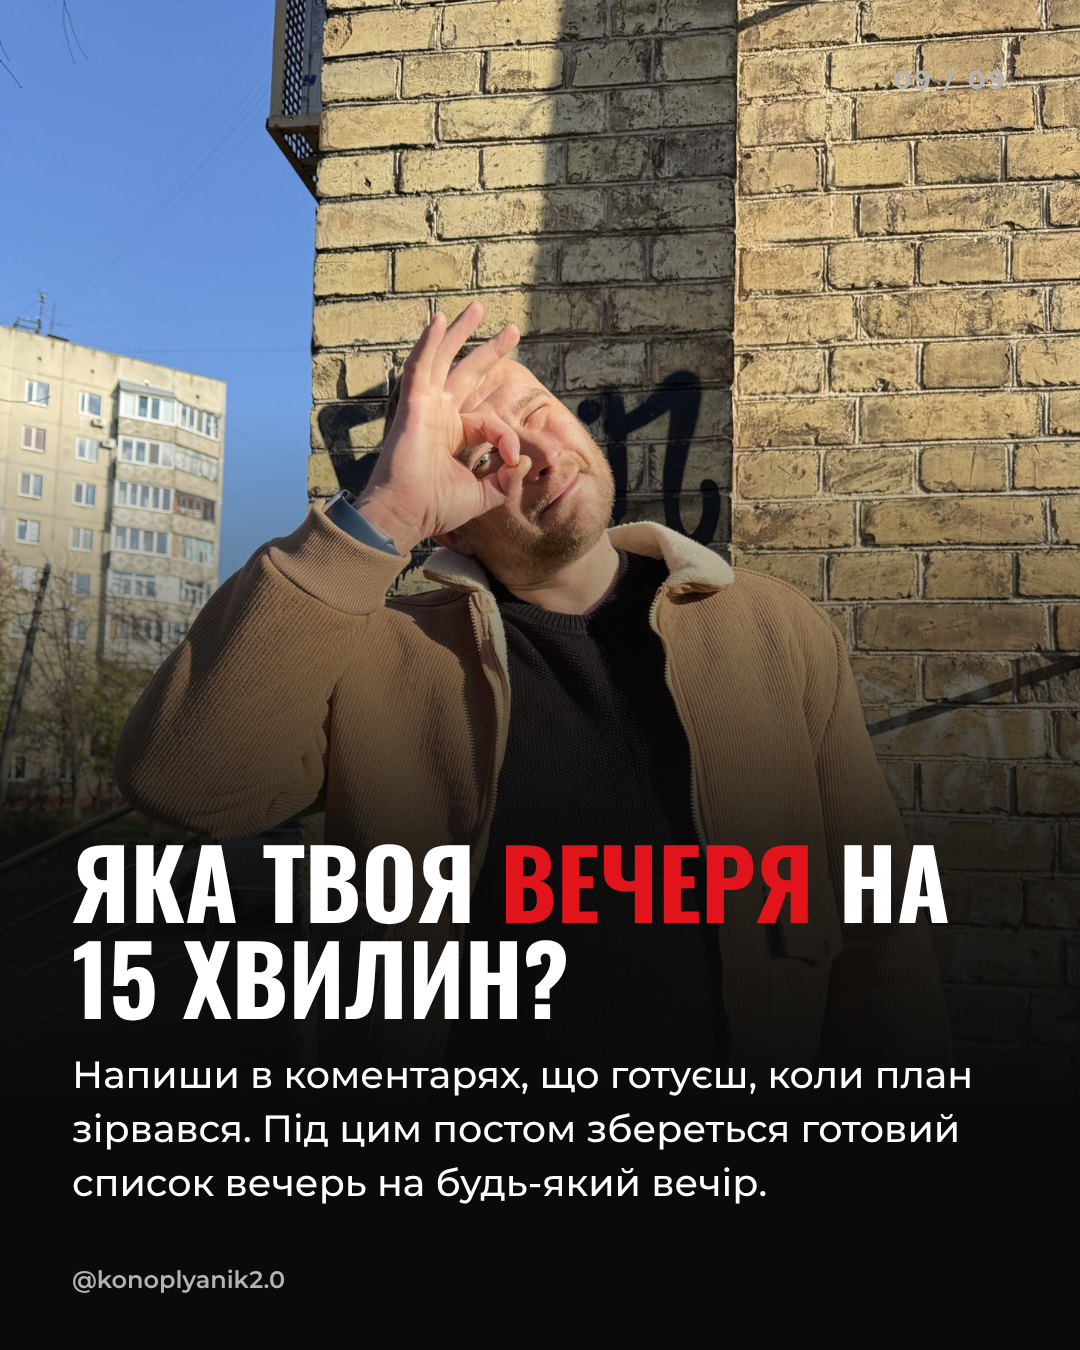 09 / 09
ЯКА ТВОЯ ВЕЧЕРЯ НА
15 ХВИЛИН?
Напиши в коментарях, що готуєш, коли план
зірвався. Під цим постом збереться готовий
список вечерь на будь-який вечір.
@konoplyanik2.0